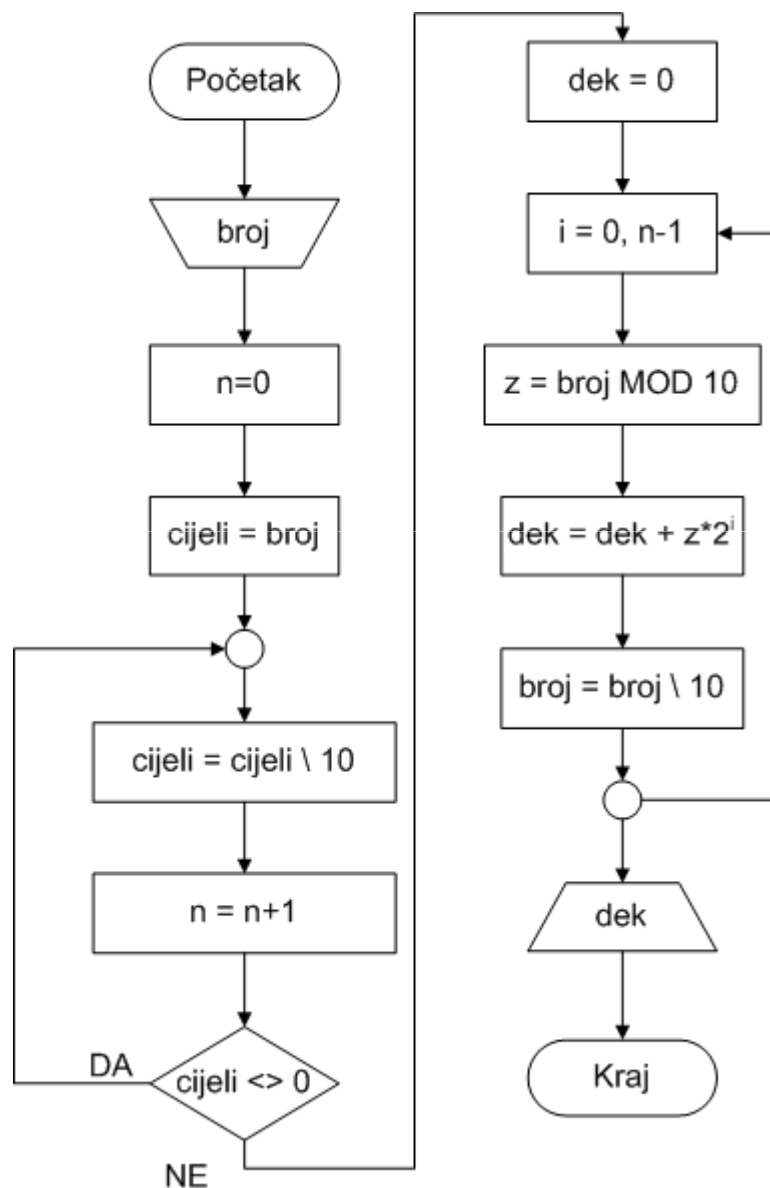 Početak
broj
n=0
cijeli = broj
cijeli = cijeli \ 10
n = n+1
cijeli <> 0
DA
NE
dek = 0
i = 0, n-1
z = broj MOD 10
dek = dek + z*2ⁱ
broj = broj \ 10
dek
Kraj